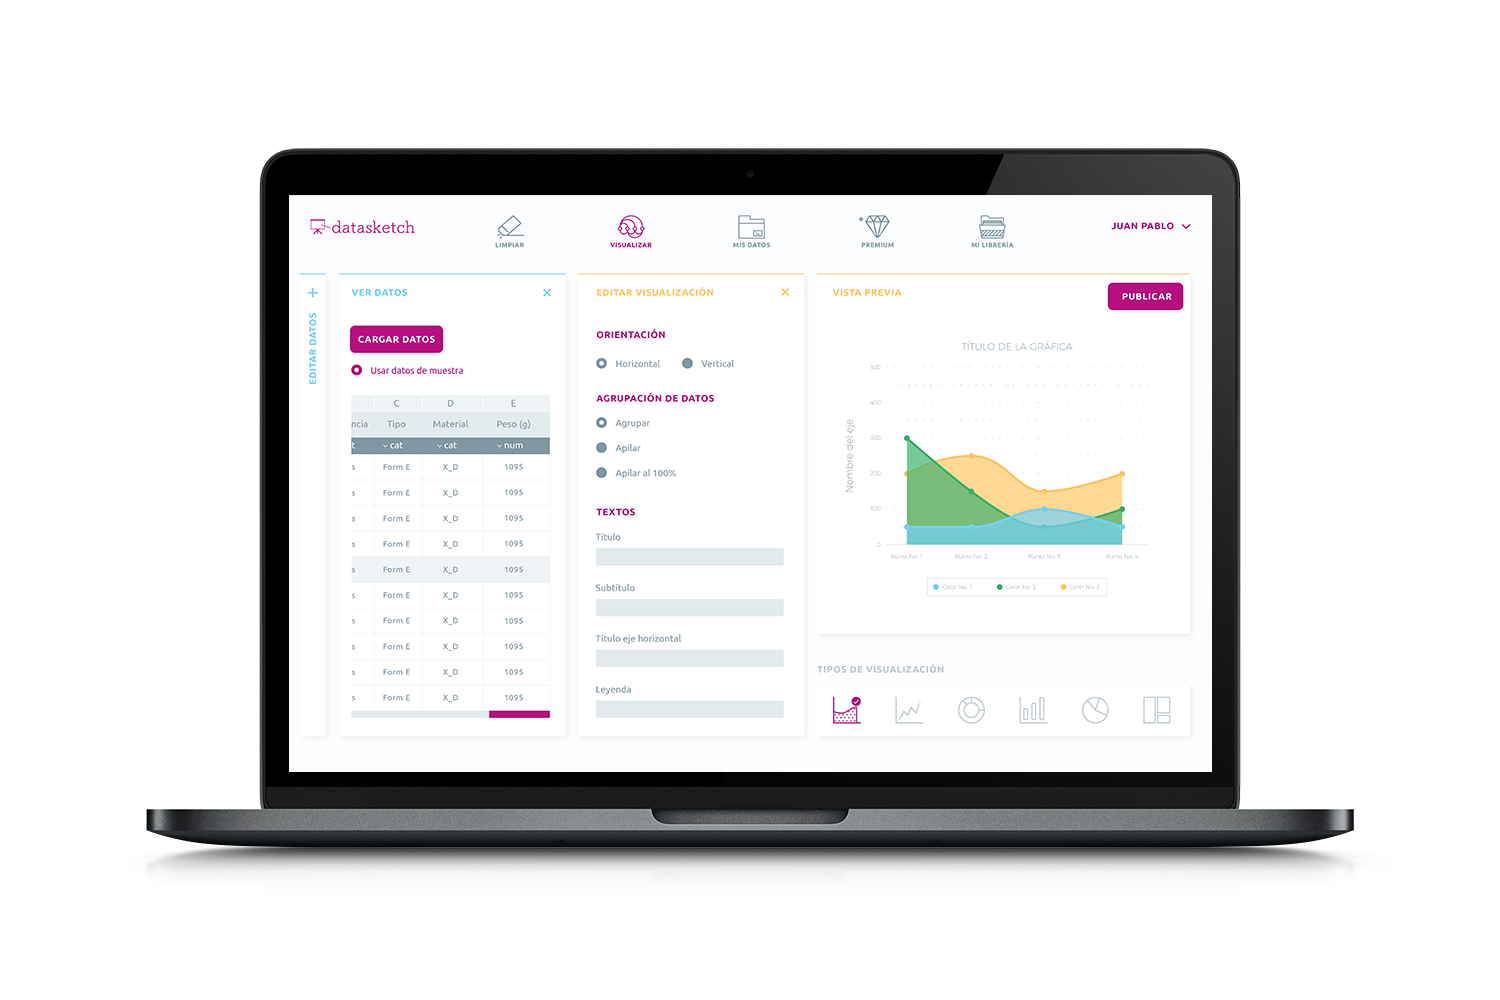 datasketch
LIMPIAR
VISUALIZAR
MIS DATOS
PREMIUM
MI LIBRERÍA
JUAN PABLO
EDITAR DATOS
VER DATOS
CARGAR DATOS
Usar datos de muestra
C D E
ncia Tipo Material Peso (g)
t cat cat num
s Form E X_D 1095
s Form E X_D 1095
s Form E X_D 1095
s Form E X_D 1095
s Form E X_D 1095
s Form E X_D 1095
s Form E X_D 1095
s Form E X_D 1095
s Form E X_D 1095
s Form E X_D 1095
EDITAR VISUALIZACIÓN
ORIENTACIÓN
Horizontal Vertical
AGRUPACIÓN DE DATOS
Agrupar
Apilar
Apilar al 100%
TEXTOS
Título
Subtítulo
Título eje horizontal
Leyenda
VISTA PREVIA
PUBLICAR
TÍTULO DE LA GRÁFICA
Nombre del eje
500
400
300
200
100
0
Punto No. 1 Punto No. 2 Punto No. 3 Punto No. 4
Color No. 1 Color No. 2 Color No. 3
TIPOS DE VISUALIZACIÓN